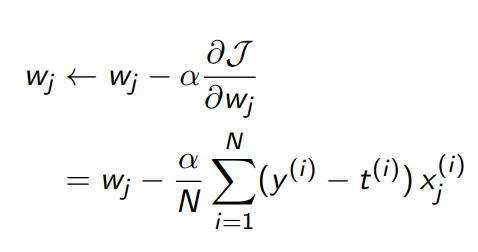 w_j ← w_j − α ∂𝒥/∂w_j
= w_j − α/N ∑_{i=1}^{N} (y^{(i)} − t^{(i)}) x_j^{(i)}